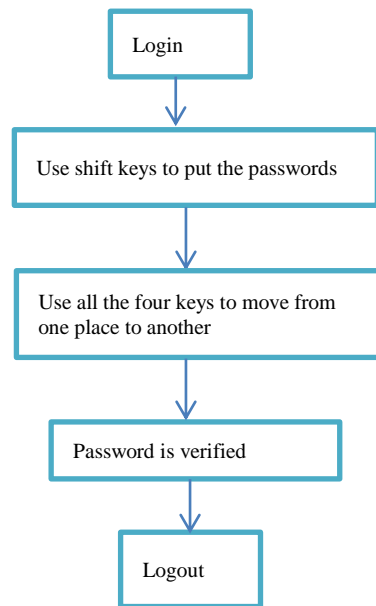 Login
Use shift keys to put the passwords
Use all the four keys to move from
one place to another
Password is verified
Logout